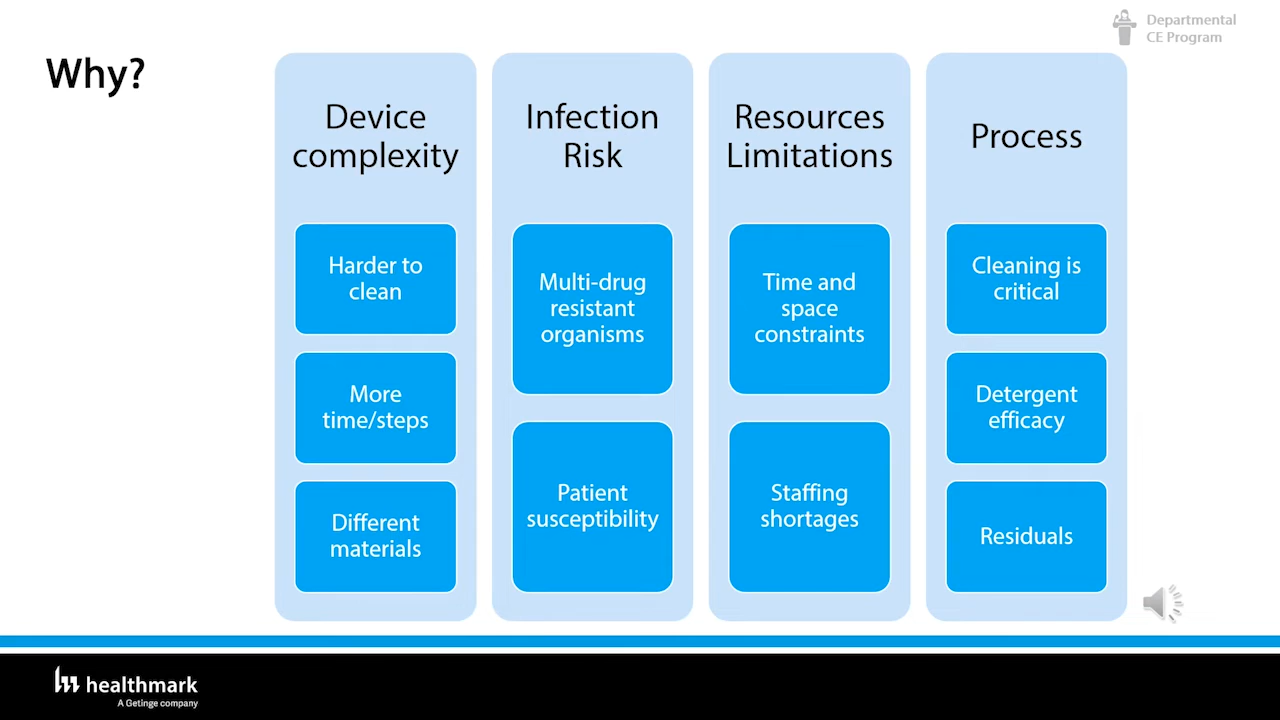 Departmental
CE Program
Why?
Device
complexity
Harder to
clean
More
time/steps
Different
materials
Infection
Risk
Multi-drug
resistant
organisms
Patient
susceptibility
Resources
Limitations
Time and
space
constraints
Staffing
shortages
Process
Cleaning is
critical
Detergent
efficacy
Residuals
healthmark
A Getinge company